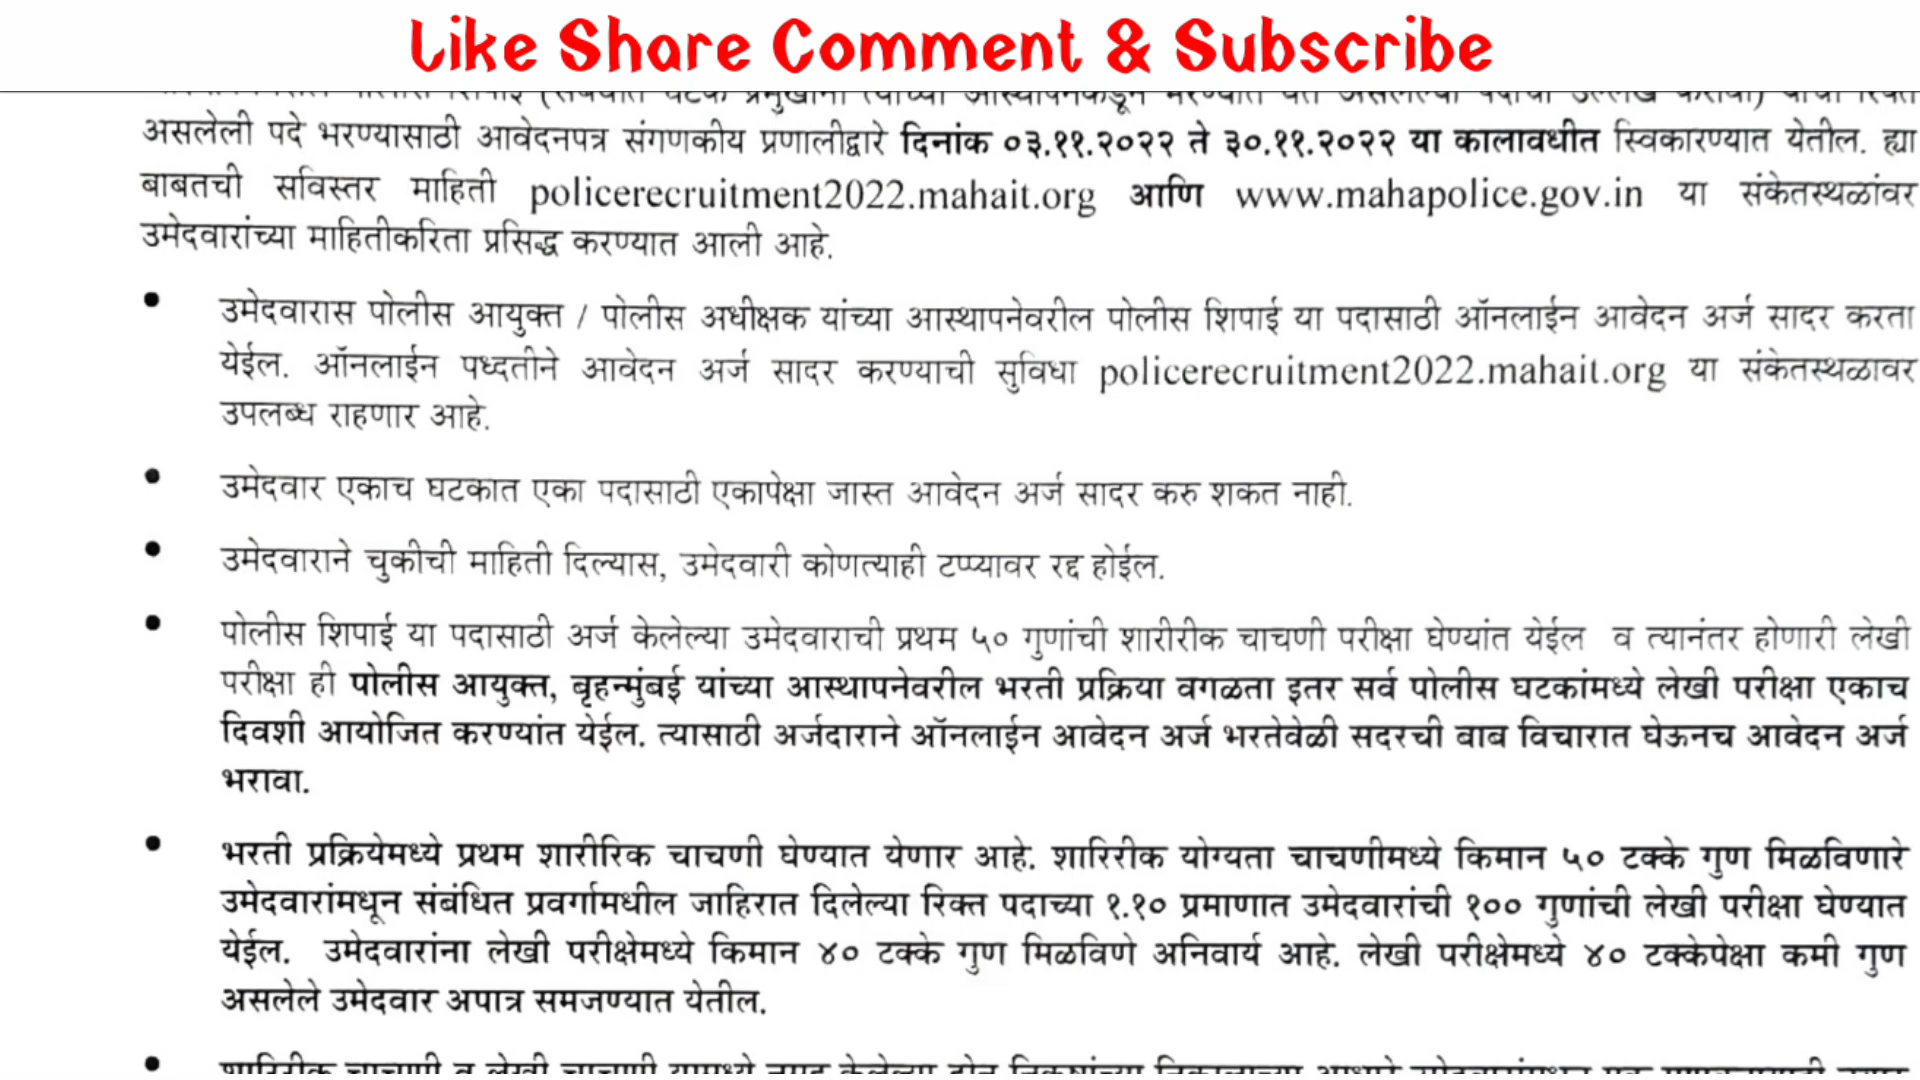 Like Share Comment & Subscribe
असलेली पदे भरण्यासाठी आवेदनपत्र संगणकीय प्रणालीद्वारे दिनांक ०३.११.२०२२ ते ३०.११.२०२२ या कालावधीत स्विकारण्यात येतील. ह्या
बाबतची सविस्तर माहिती policerecruitment2022.mahait.org आणि www.mahapolice.gov.in या संकेतस्थळांवर
उमेदवारांच्या माहितीकरिता प्रसिद्ध करण्यात आली आहे.
• उमेदवारास पोलीस आयुक्त / पोलीस अधीक्षक यांच्या आस्थापनेवरील पोलीस शिपाई या पदासाठी ऑनलाईन आवेदन अर्ज सादर करता
येईल. ऑनलाईन पध्दतीने आवेदन अर्ज सादर करण्याची सुविधा policerecruitment2022.mahait.org या संकेतस्थळावर
उपलब्ध राहणार आहे.
• उमेदवार एकाच घटकात एका पदासाठी एकापेक्षा जास्त आवेदन अर्ज सादर करु शकत नाही.
• उमेदवाराने चुकीची माहिती दिल्यास, उमेदवारी कोणत्याही टप्प्यावर रद्द होईल.
• पोलीस शिपाई या पदासाठी अर्ज केलेल्या उमेदवाराची प्रथम ५० गुणांची शारीरीक चाचणी परीक्षा घेण्यांत येईल व त्यानंतर होणारी लेखी
परीक्षा ही पोलीस आयुक्त, बृहन्मुंबई यांच्या आस्थापनेवरील भरती प्रक्रिया वगळता इतर सर्व पोलीस घटकांमध्ये लेखी परीक्षा एकाच
दिवशी आयोजित करण्यांत येईल. त्यासाठी अर्जदाराने ऑनलाईन आवेदन अर्ज भरतेवेळी सदरची बाब विचारात घेऊनच आवेदन अर्ज
भरावा.
• भरती प्रक्रियेमध्ये प्रथम शारीरिक चाचणी घेण्यात येणार आहे. शारिरीक योग्यता चाचणीमध्ये किमान ५० टक्के गुण मिळविणारे
उमेदवारांमधून संबंधित प्रवर्गामधील जाहिरात दिलेल्या रिक्त पदाच्या १.१० प्रमाणात उमेदवारांची १०० गुणांची लेखी परीक्षा घेण्यात
येईल. उमेदवारांना लेखी परीक्षेमध्ये किमान ४० टक्के गुण मिळविणे अनिवार्य आहे. लेखी परीक्षेमध्ये ४० टक्केपेक्षा कमी गुण
असलेले उमेदवार अपात्र समजण्यात येतील.